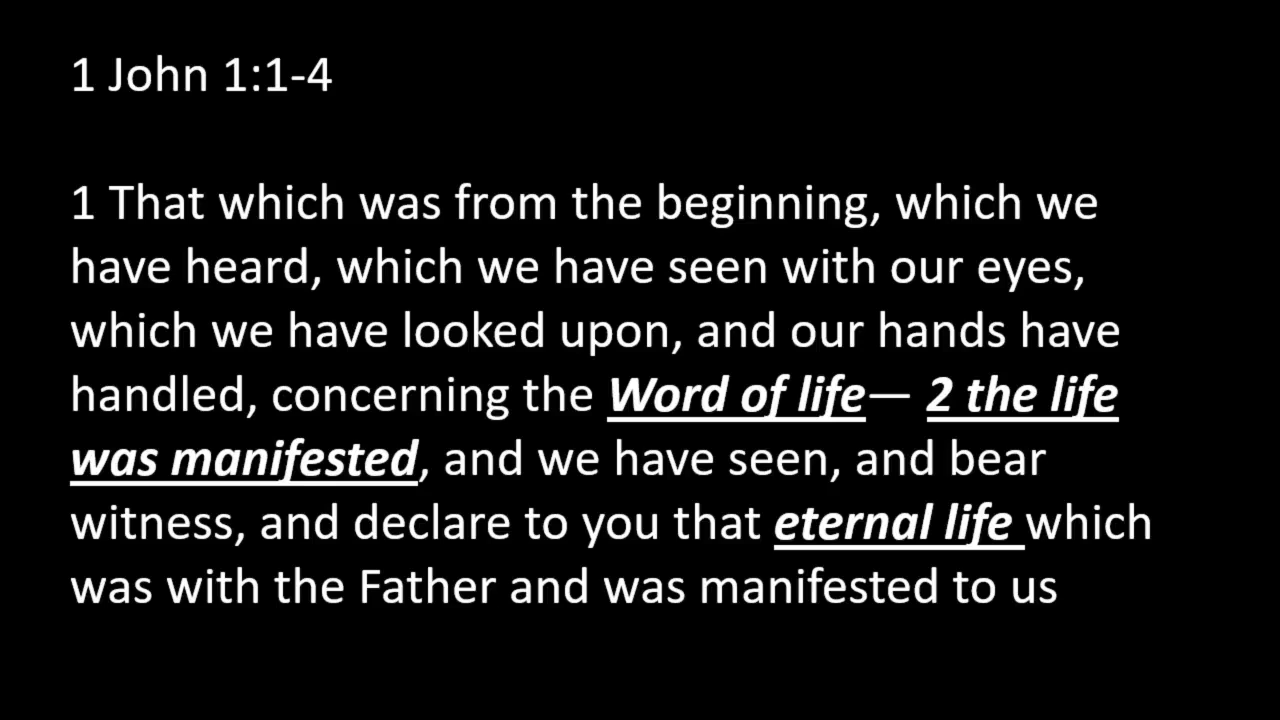 1 John 1:1-4
1 That which was from the beginning, which we
have heard, which we have seen with our eyes,
which we have looked upon, and our hands have
handled, concerning the Word of life— 2 the life
was manifested, and we have seen, and bear
witness, and declare to you that eternal life which
was with the Father and was manifested to us